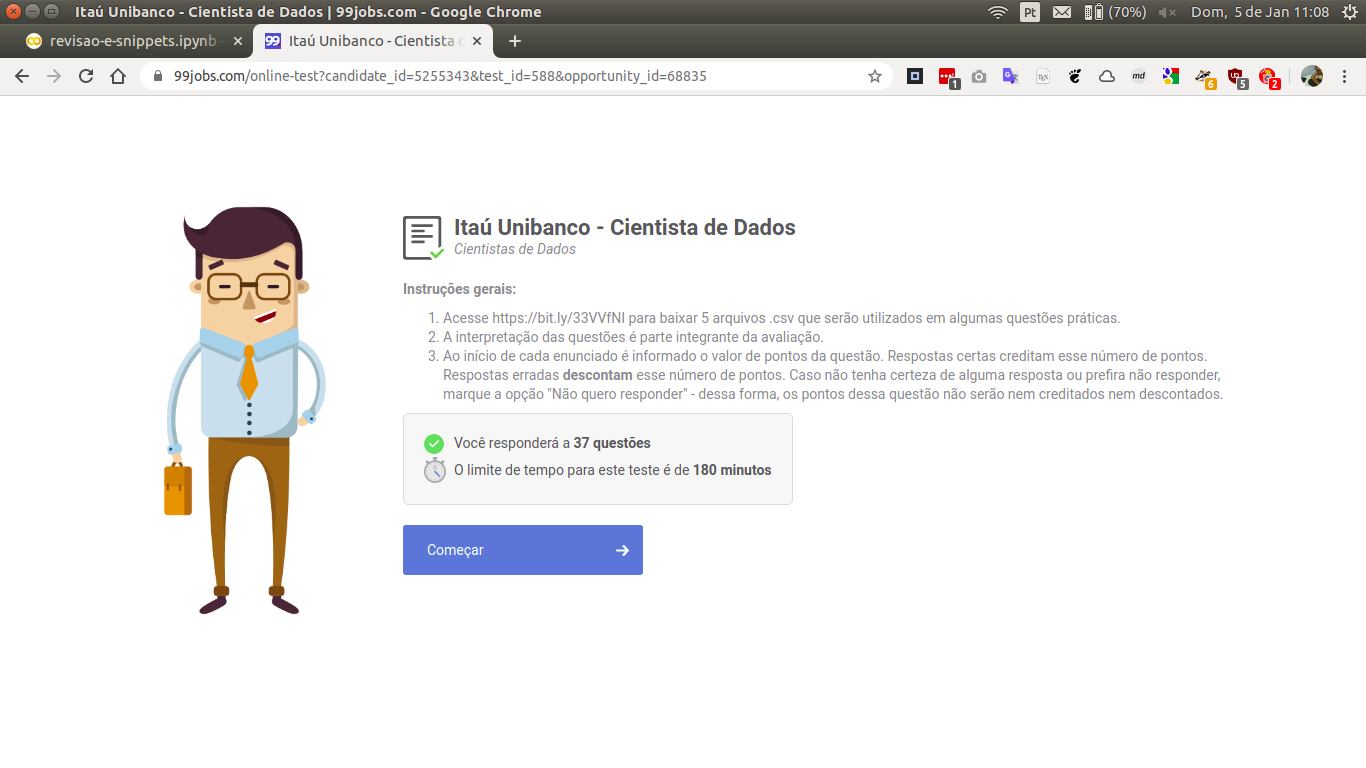 Itaú Unibanco - Cientista de Dados | 99jobs.com - Google Chrome
Pt
(70%)
Dom, 5 de Jan 11:08
revisao-e-snippets.ipynb
Itaú Unibanco - Cientista
99jobs.com/online-test?candidate_id=5255343&test_id=588&opportunity_id=68835
1
md
6
5
2
Itaú Unibanco - Cientista de Dados
Cientistas de Dados
Instruções gerais:
1. Acesse https://bit.ly/33VVfNI para baixar 5 arquivos .csv que serão utilizados em algumas questões práticas.
2. A interpretação das questões é parte integrante da avaliação.
3. Ao início de cada enunciado é informado o valor de pontos da questão. Respostas certas creditam esse número de pontos.
Respostas erradas descontam esse número de pontos. Caso não tenha certeza de alguma resposta ou prefira não responder,
marque a opção "Não quero responder" - dessa forma, os pontos dessa questão não serão nem creditados nem descontados.
Você responderá a 37 questões
O limite de tempo para este teste é de 180 minutos
Começar